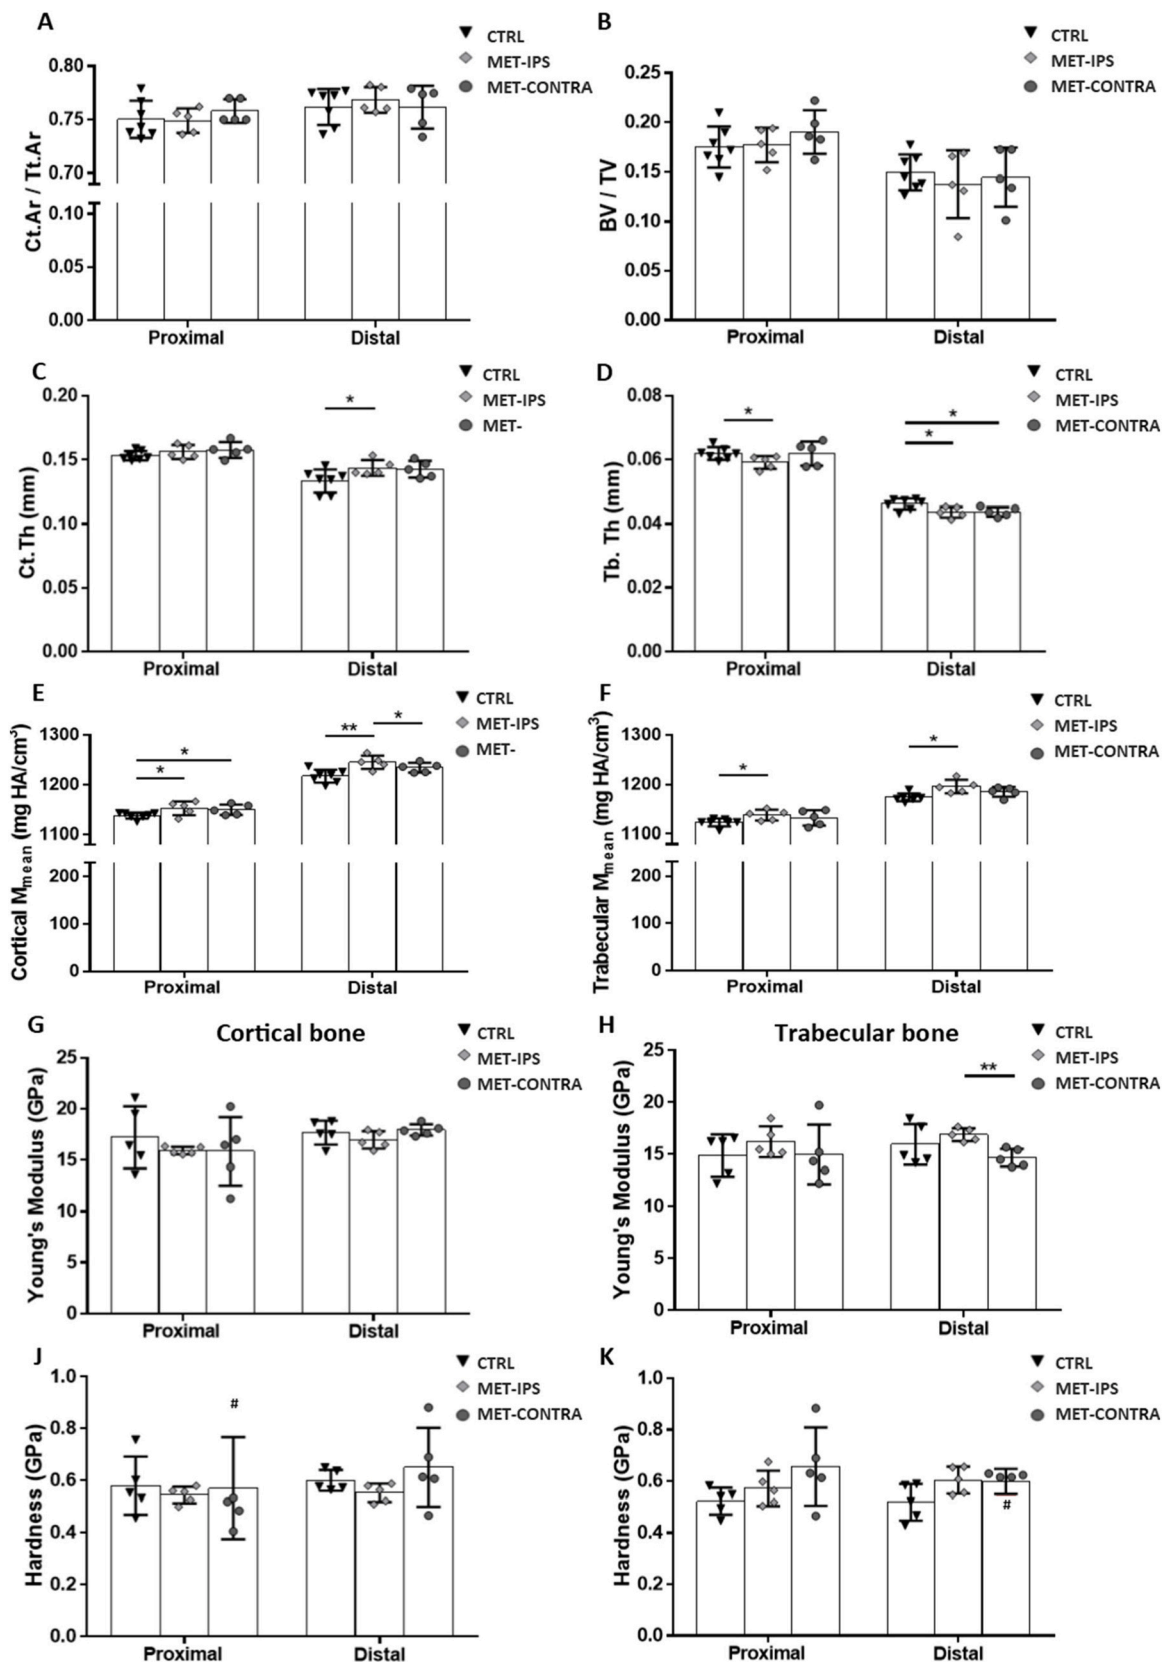 A
CTRL
MET-IPS
MET-CONTRA
Ct.Ar / Tt.Ar
0.80
0.75
0.70
0.10
0.05
0.00
Proximal
Distal
B
CTRL
MET-IPS
MET-CONTRA
BV / TV
0.25
0.20
0.15
0.10
0.05
0.00
Proximal
Distal
C
CTRL
MET-IPS
MET-
Ct.Th (mm)
0.20
0.15
0.10
0.05
0.00
*
Proximal
Distal
D
CTRL
MET-IPS
MET-CONTRA
Tb. Th (mm)
0.08
0.06
0.04
0.02
0.00
*
*
*
Proximal
Distal
E
CTRL
MET-IPS
MET-
Cortical Mmean (mg HA/cm³)
1300
1200
1100
200
100
0
*
*
**
*
Proximal
Distal
F
CTRL
MET-IPS
MET-CONTRA
Trabecular Mmean (mg HA/cm³)
1300
1200
1100
200
100
0
*
*
Proximal
Distal
G
Cortical bone
CTRL
MET-IPS
MET-CONTRA
Young's Modulus (GPa)
25
20
15
10
5
0
Proximal
Distal
H
Trabecular bone
CTRL
MET-IPS
MET-CONTRA
Young's Modulus (GPa)
25
20
15
10
5
0
**
Proximal
Distal
J
CTRL
MET-IPS
MET-CONTRA
Hardness (GPa)
1.0
0.8
0.6
0.4
0.2
0.0
#
Proximal
Distal
K
CTRL
MET-IPS
MET-CONTRA
Hardness (GPa)
1.0
0.8
0.6
0.4
0.2
0.0
#
Proximal
Distal